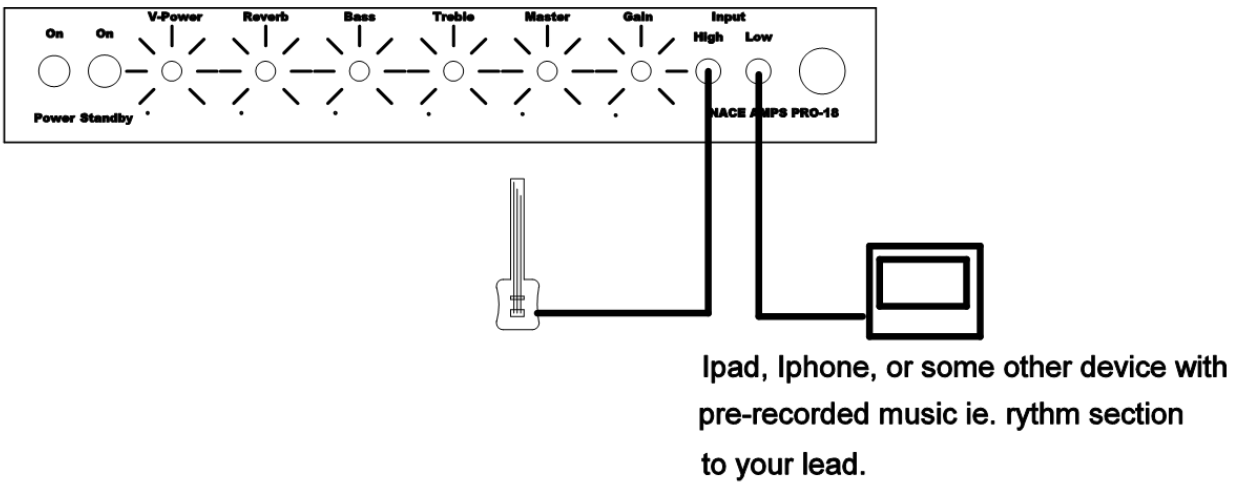 V-Power Reverb Bass Treble Master Gain Input
On On High Low
Power Standby
NACE AMPS PRO-18
Ipad, Iphone, or some other device with
pre-recorded music ie. rythm section
to your lead.